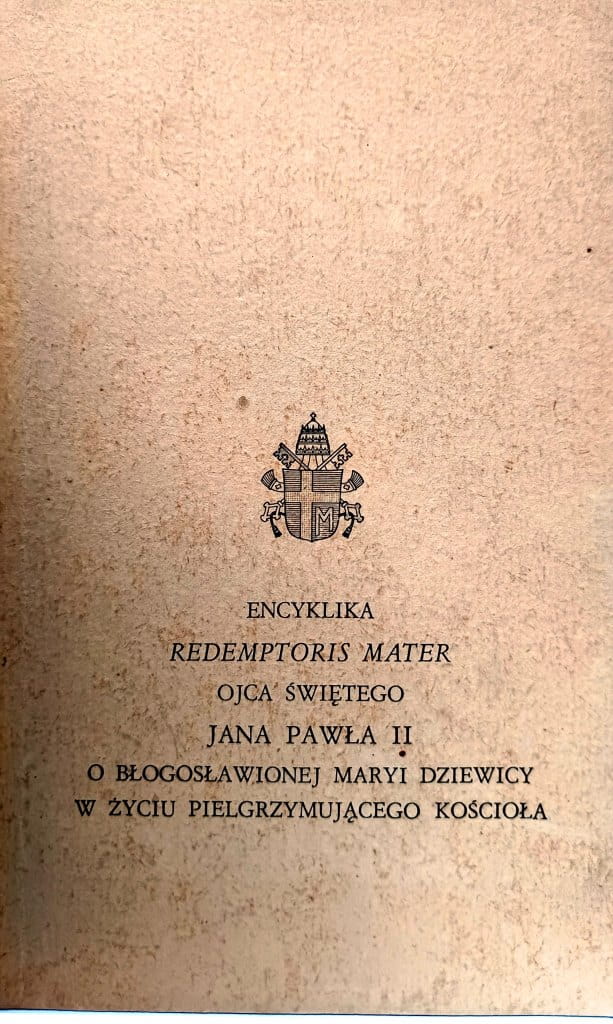 M
ENCYKLIKA
REDEMPTORIS MATER
OJCA ŚWIĘTEGO
JANA PAWŁA II
O BŁOGOSŁAWIONEJ MARYI DZIEWICY
W ŻYCIU PIELGRZYMUJĄCEGO KOŚCIOŁA